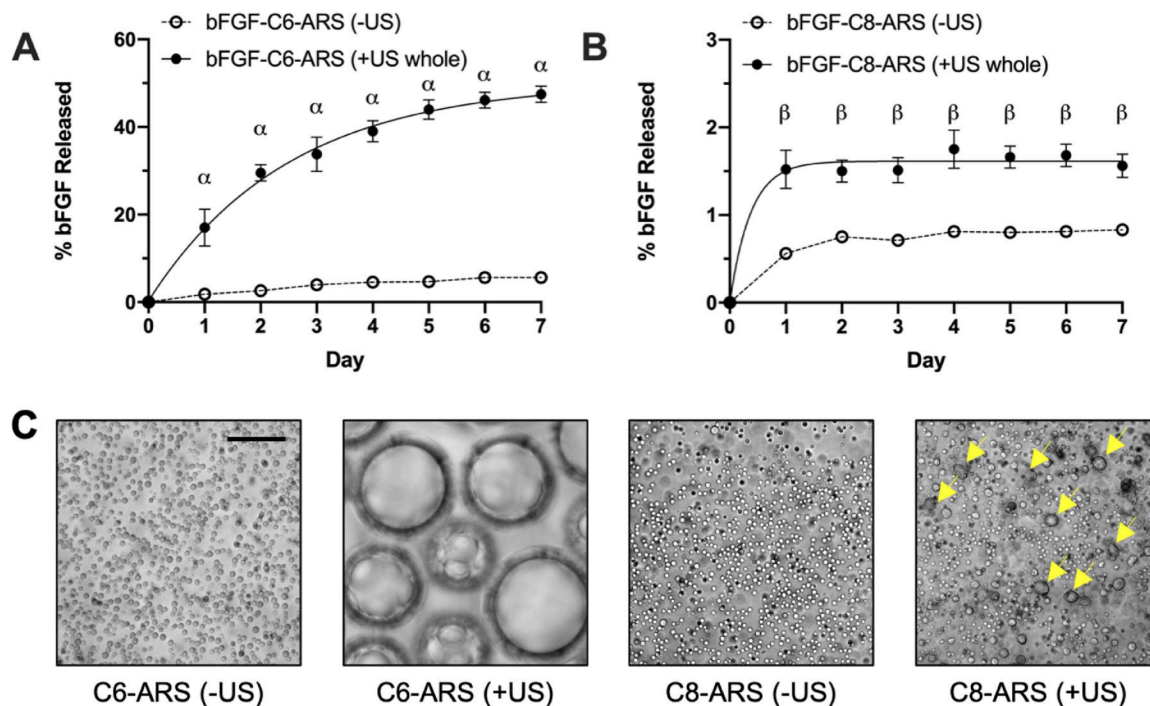 A
bFGF-C6-ARS (-US)
bFGF-C6-ARS (+US whole)
% bFGF Released
60
40
20
0
α α α α α α α
0 1 2 3 4 5 6 7
Day
B
bFGF-C8-ARS (-US)
bFGF-C8-ARS (+US whole)
% bFGF Released
3
2
1
0
β β β β β β β
0 1 2 3 4 5 6 7
Day
C
C6-ARS (-US)
C6-ARS (+US)
C8-ARS (-US)
C8-ARS (+US)